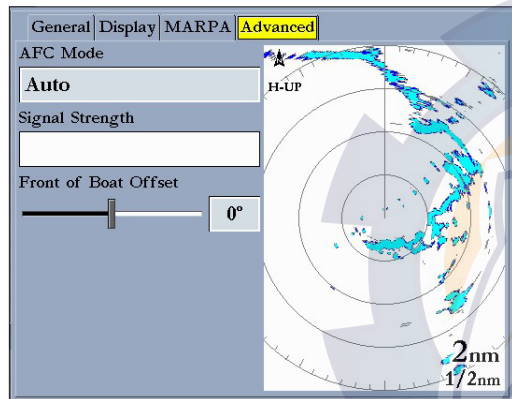 General Display MARPA Advanced
AFC Mode
Auto
Signal Strength
Front of Boat Offset
0°
N
H-UP
2nm
1/2nm